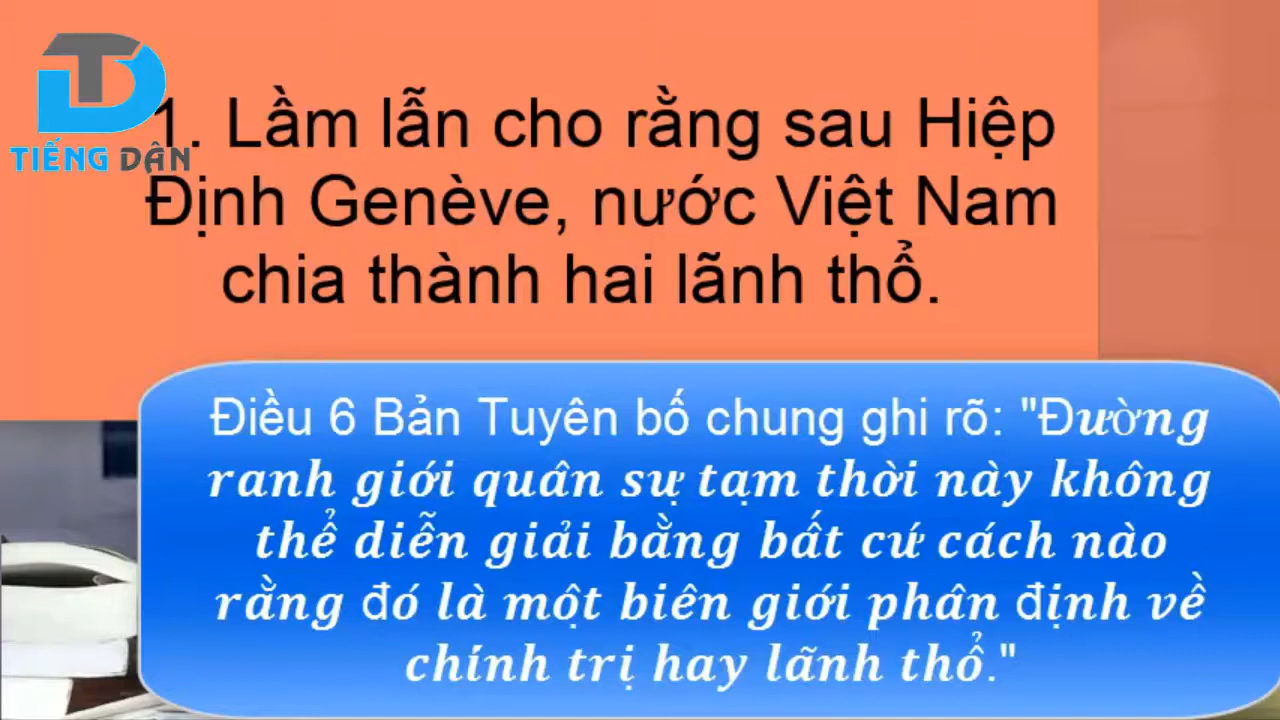 TIẾNG DÂN
1. Lầm lẫn cho rằng sau Hiệp
Định Genève, nước Việt Nam
chia thành hai lãnh thổ.
Điều 6 Bản Tuyên bố chung ghi rõ: "Đường
ranh giới quân sự tạm thời này không
thể diễn giải bằng bất cứ cách nào
rằng đó là một biên giới phân định về
chính trị hay lãnh thổ."